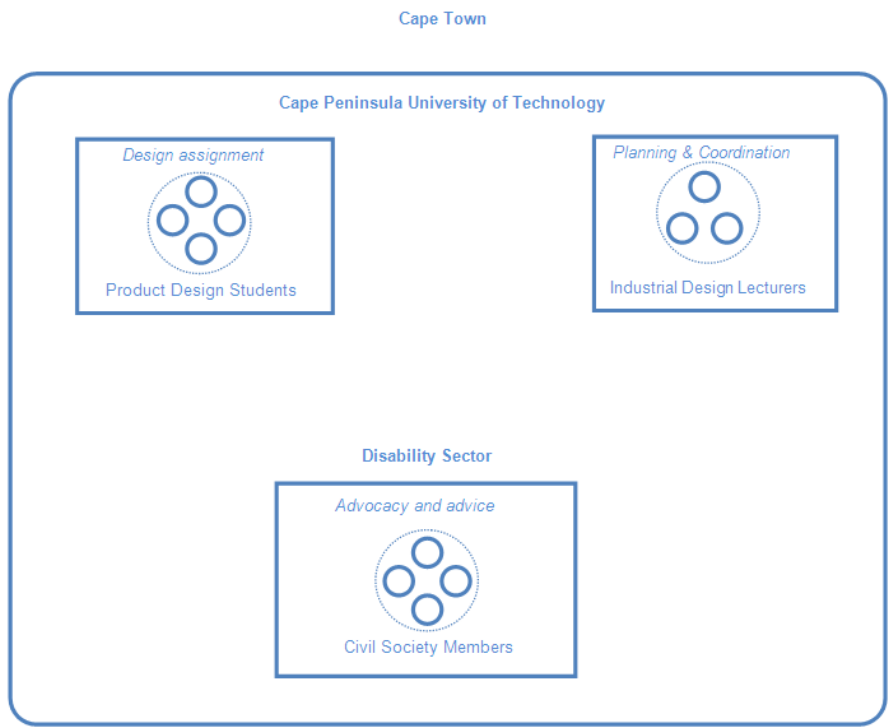 Cape Town
Cape Peninsula University of Technology
Design assignment
Product Design Students
Planning & Coordination
Industrial Design Lecturers
Disability Sector
Advocacy and advice
Civil Society Members